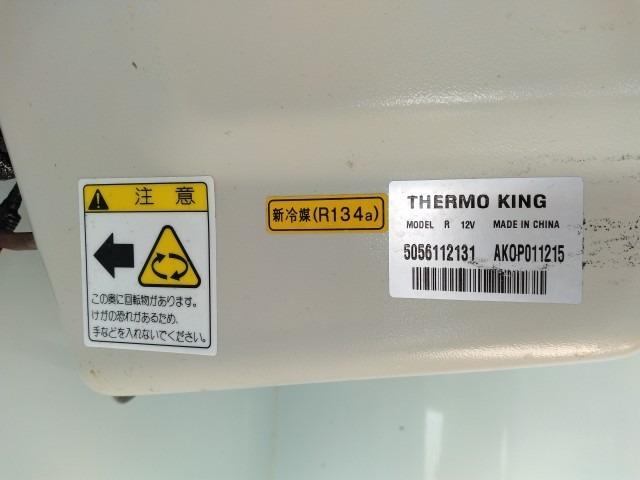 注 意
この奥に回転物があります。
けがの恐れがあるため、
手などを入れないでください。
新冷媒(R134a)
THERMO KING
MODEL R 12V MADE IN CHINA
5056112131 AKOP011215